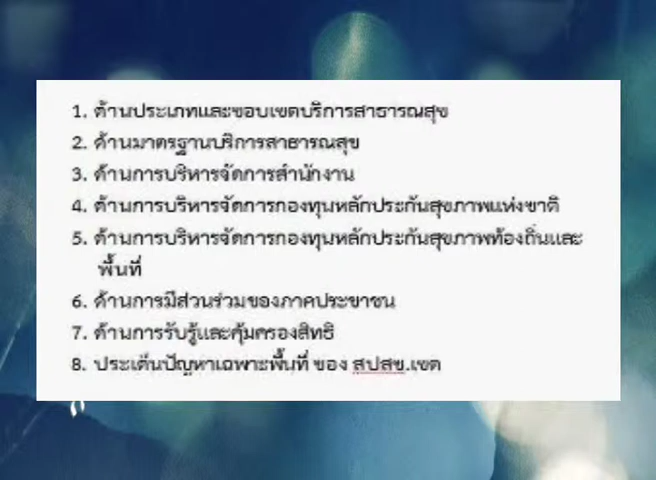 1. ด้านประเภทและขอบเขตบริการสาธารณสุข
2. ด้านมาตรฐานบริการสาธารณสุข
3. ด้านการบริหารจัดการสำนักงาน
4. ด้านการบริหารจัดการกองทุนหลักประกันสุขภาพแห่งชาติ
5. ด้านการบริหารจัดการกองทุนหลักประกันสุขภาพท้องถิ่นและ
พื้นที่
6. ด้านการมีส่วนร่วมของภาคประชาชน
7. ด้านการรับรู้และคุ้มครองสิทธิ
8. ประเด็นปัญหาเฉพาะพื้นที่ ของ สปสช.เขต